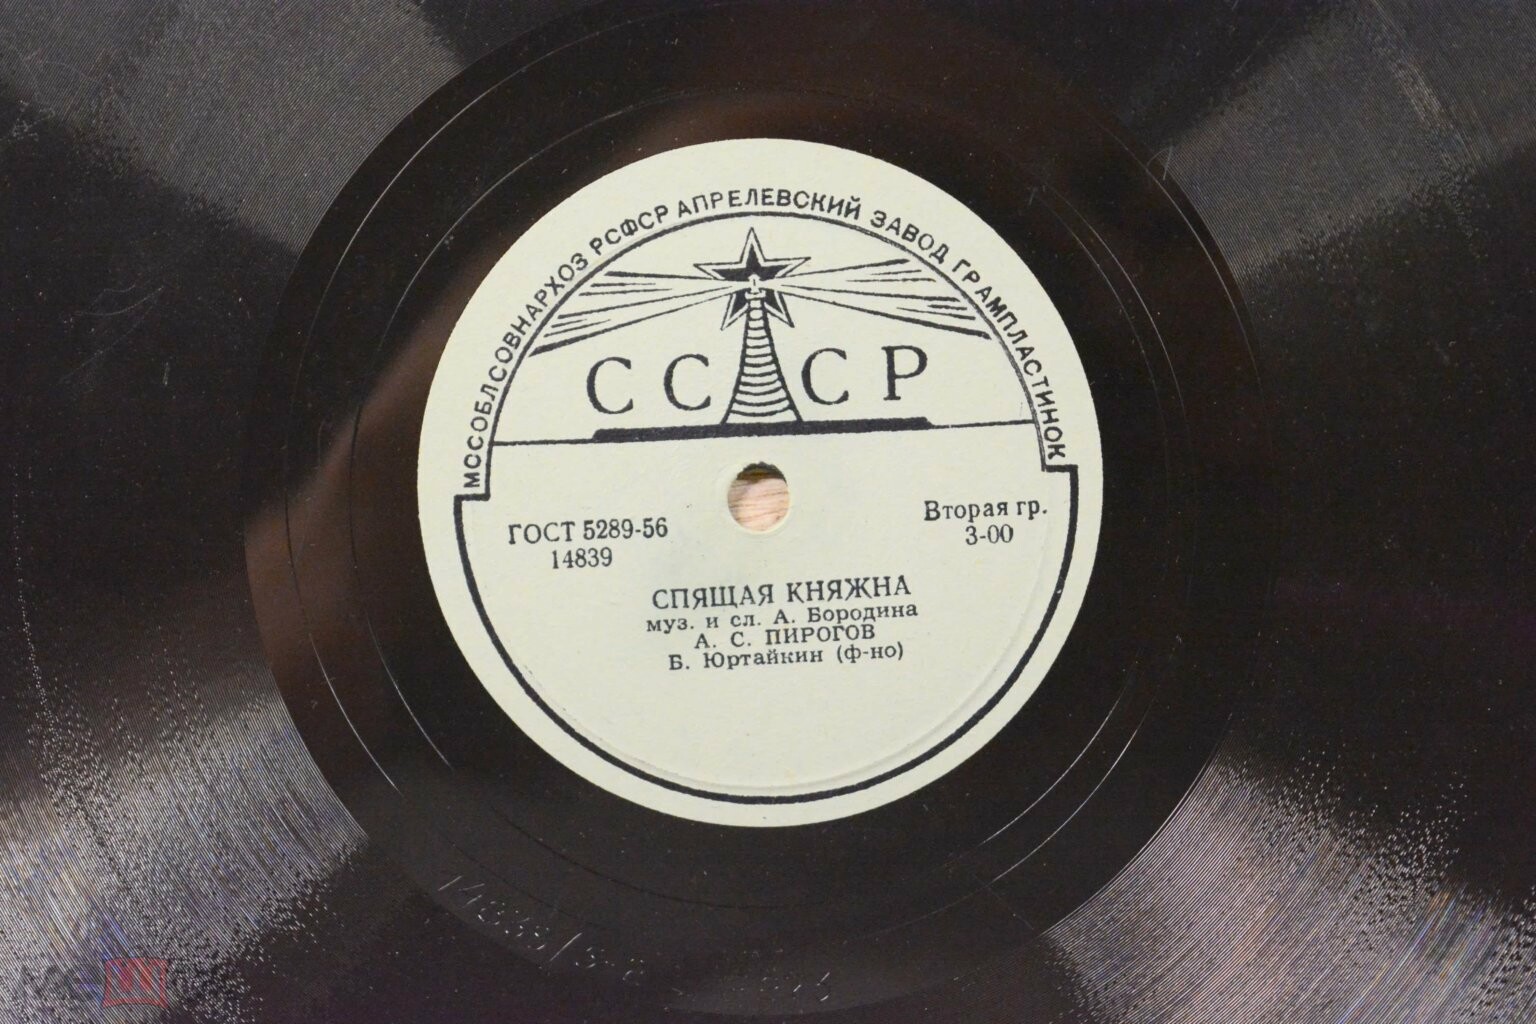 МССОБЛСОВНАРХОЗ РСФСР АПРЕЛЕВСКИЙ ЗАВОД ГРАМПЛАСТИНОК
СССР
ГОСТ 5289-56
14839
Вторая гр.
3-00
СПЯЩАЯ КНЯЖНА
муз. и сл. А. Бородина
А. С. ПИРОГОВ
Б. Юртайкин (ф-но)